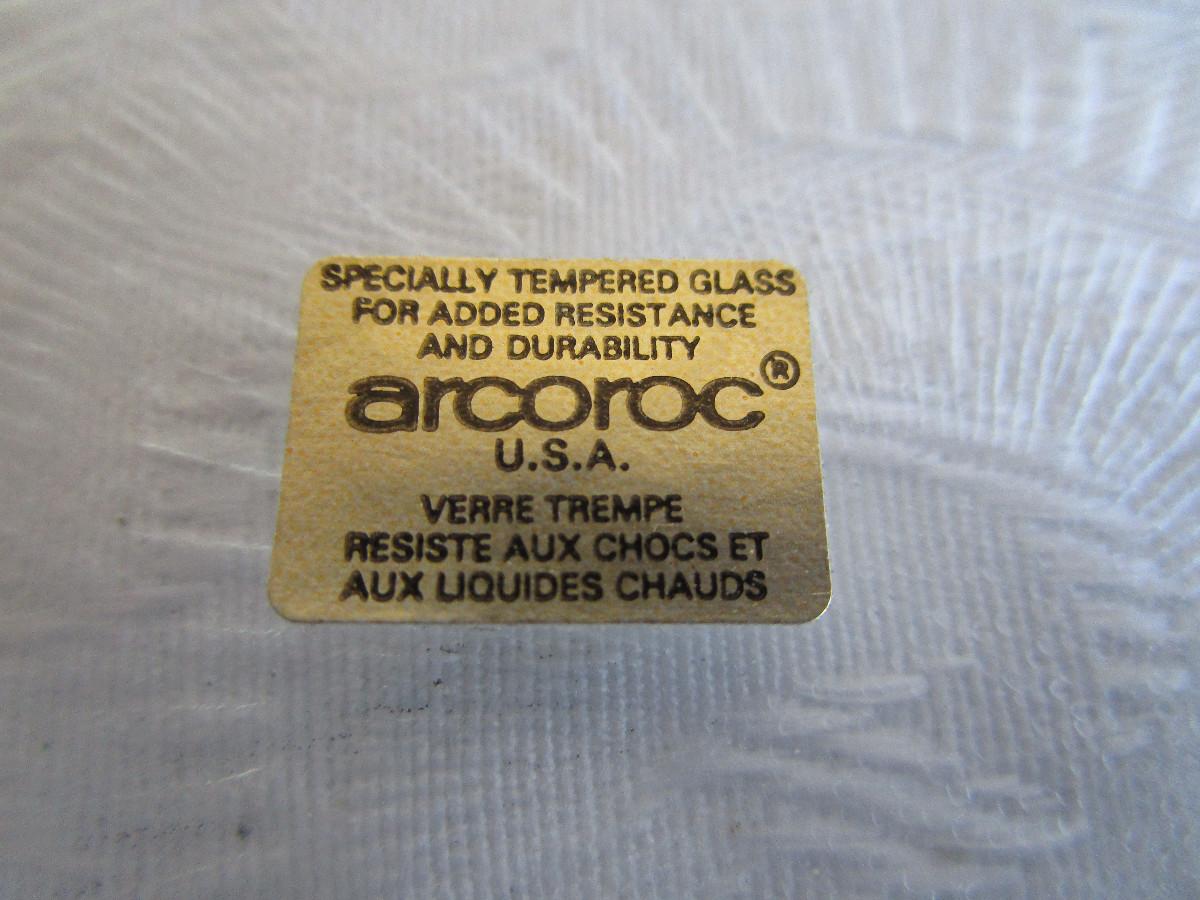 SPECIALLY TEMPERED GLASS
FOR ADDED RESISTANCE
AND DURABILITY
arcoroc®
U.S.A.
VERRE TREMPE
RESISTE AUX CHOCS ET
AUX LIQUIDES CHAUDS